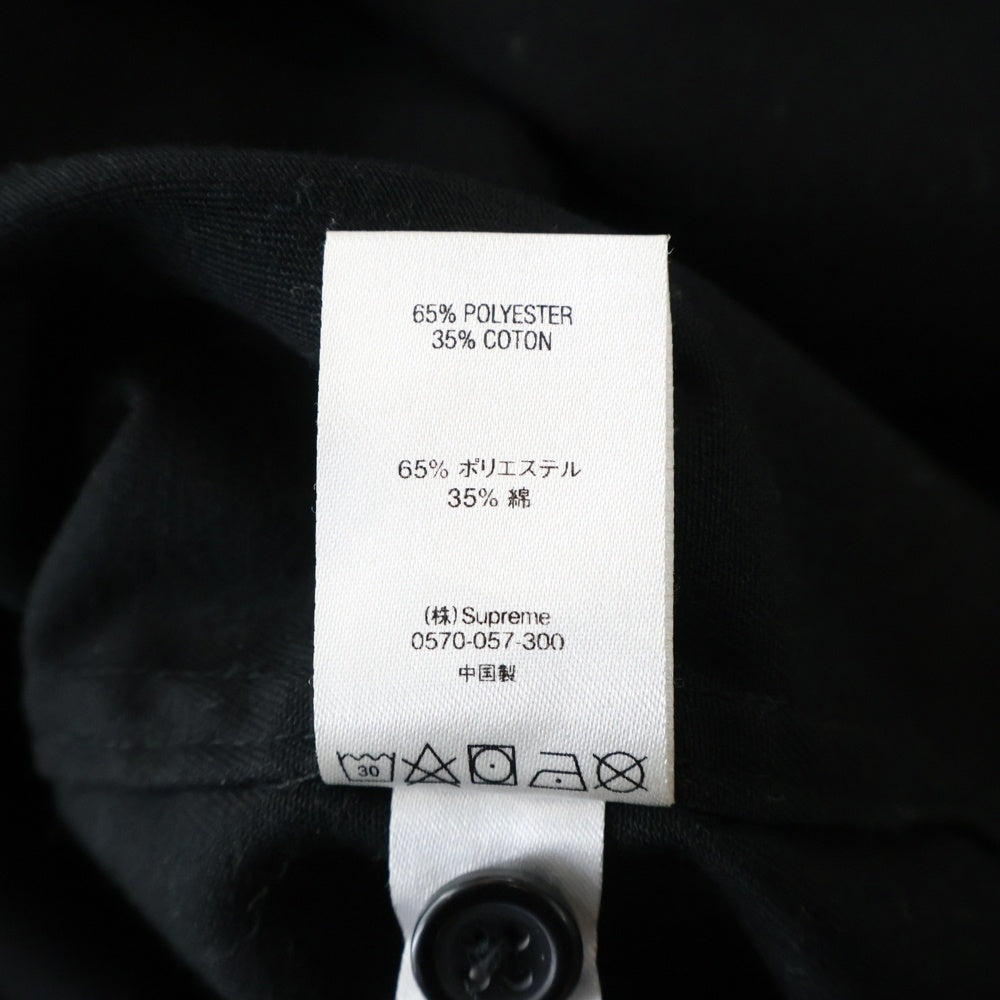 65% POLYESTER
35% COTON
65% ポリエステル
35% 綿
(株)Supreme
0570-057-300
中国製
30